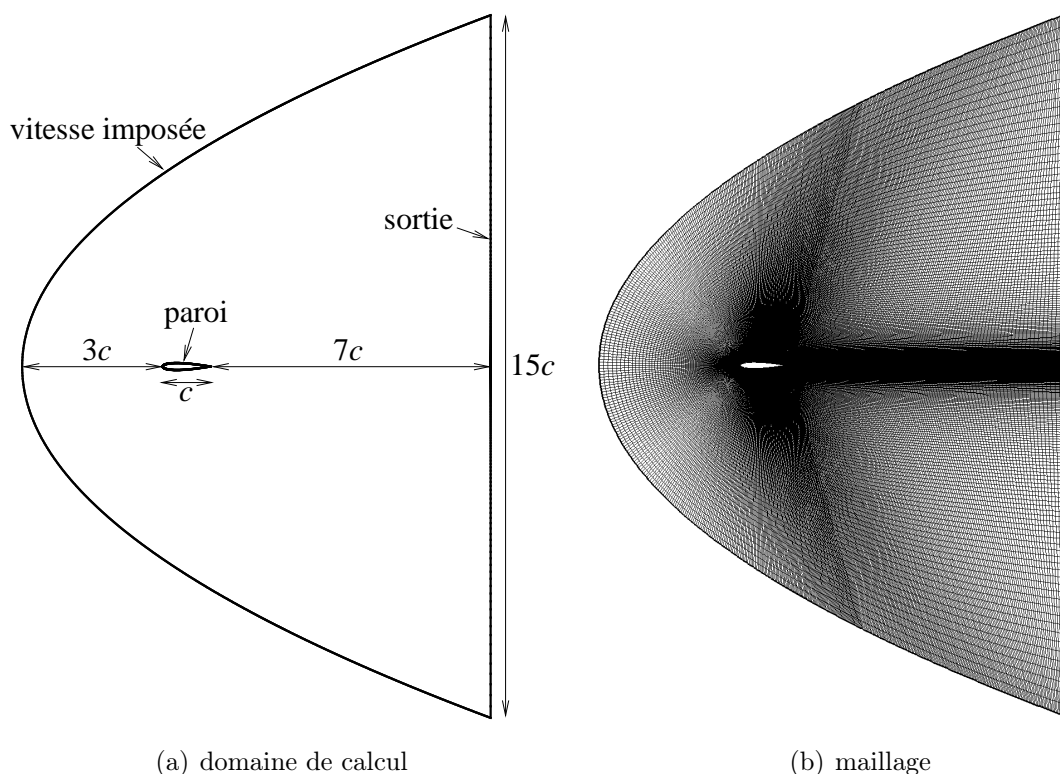 vitesse imposée
sortie
paroi
3c
7c
15c
c
(a) domaine de calcul
(b) maillage